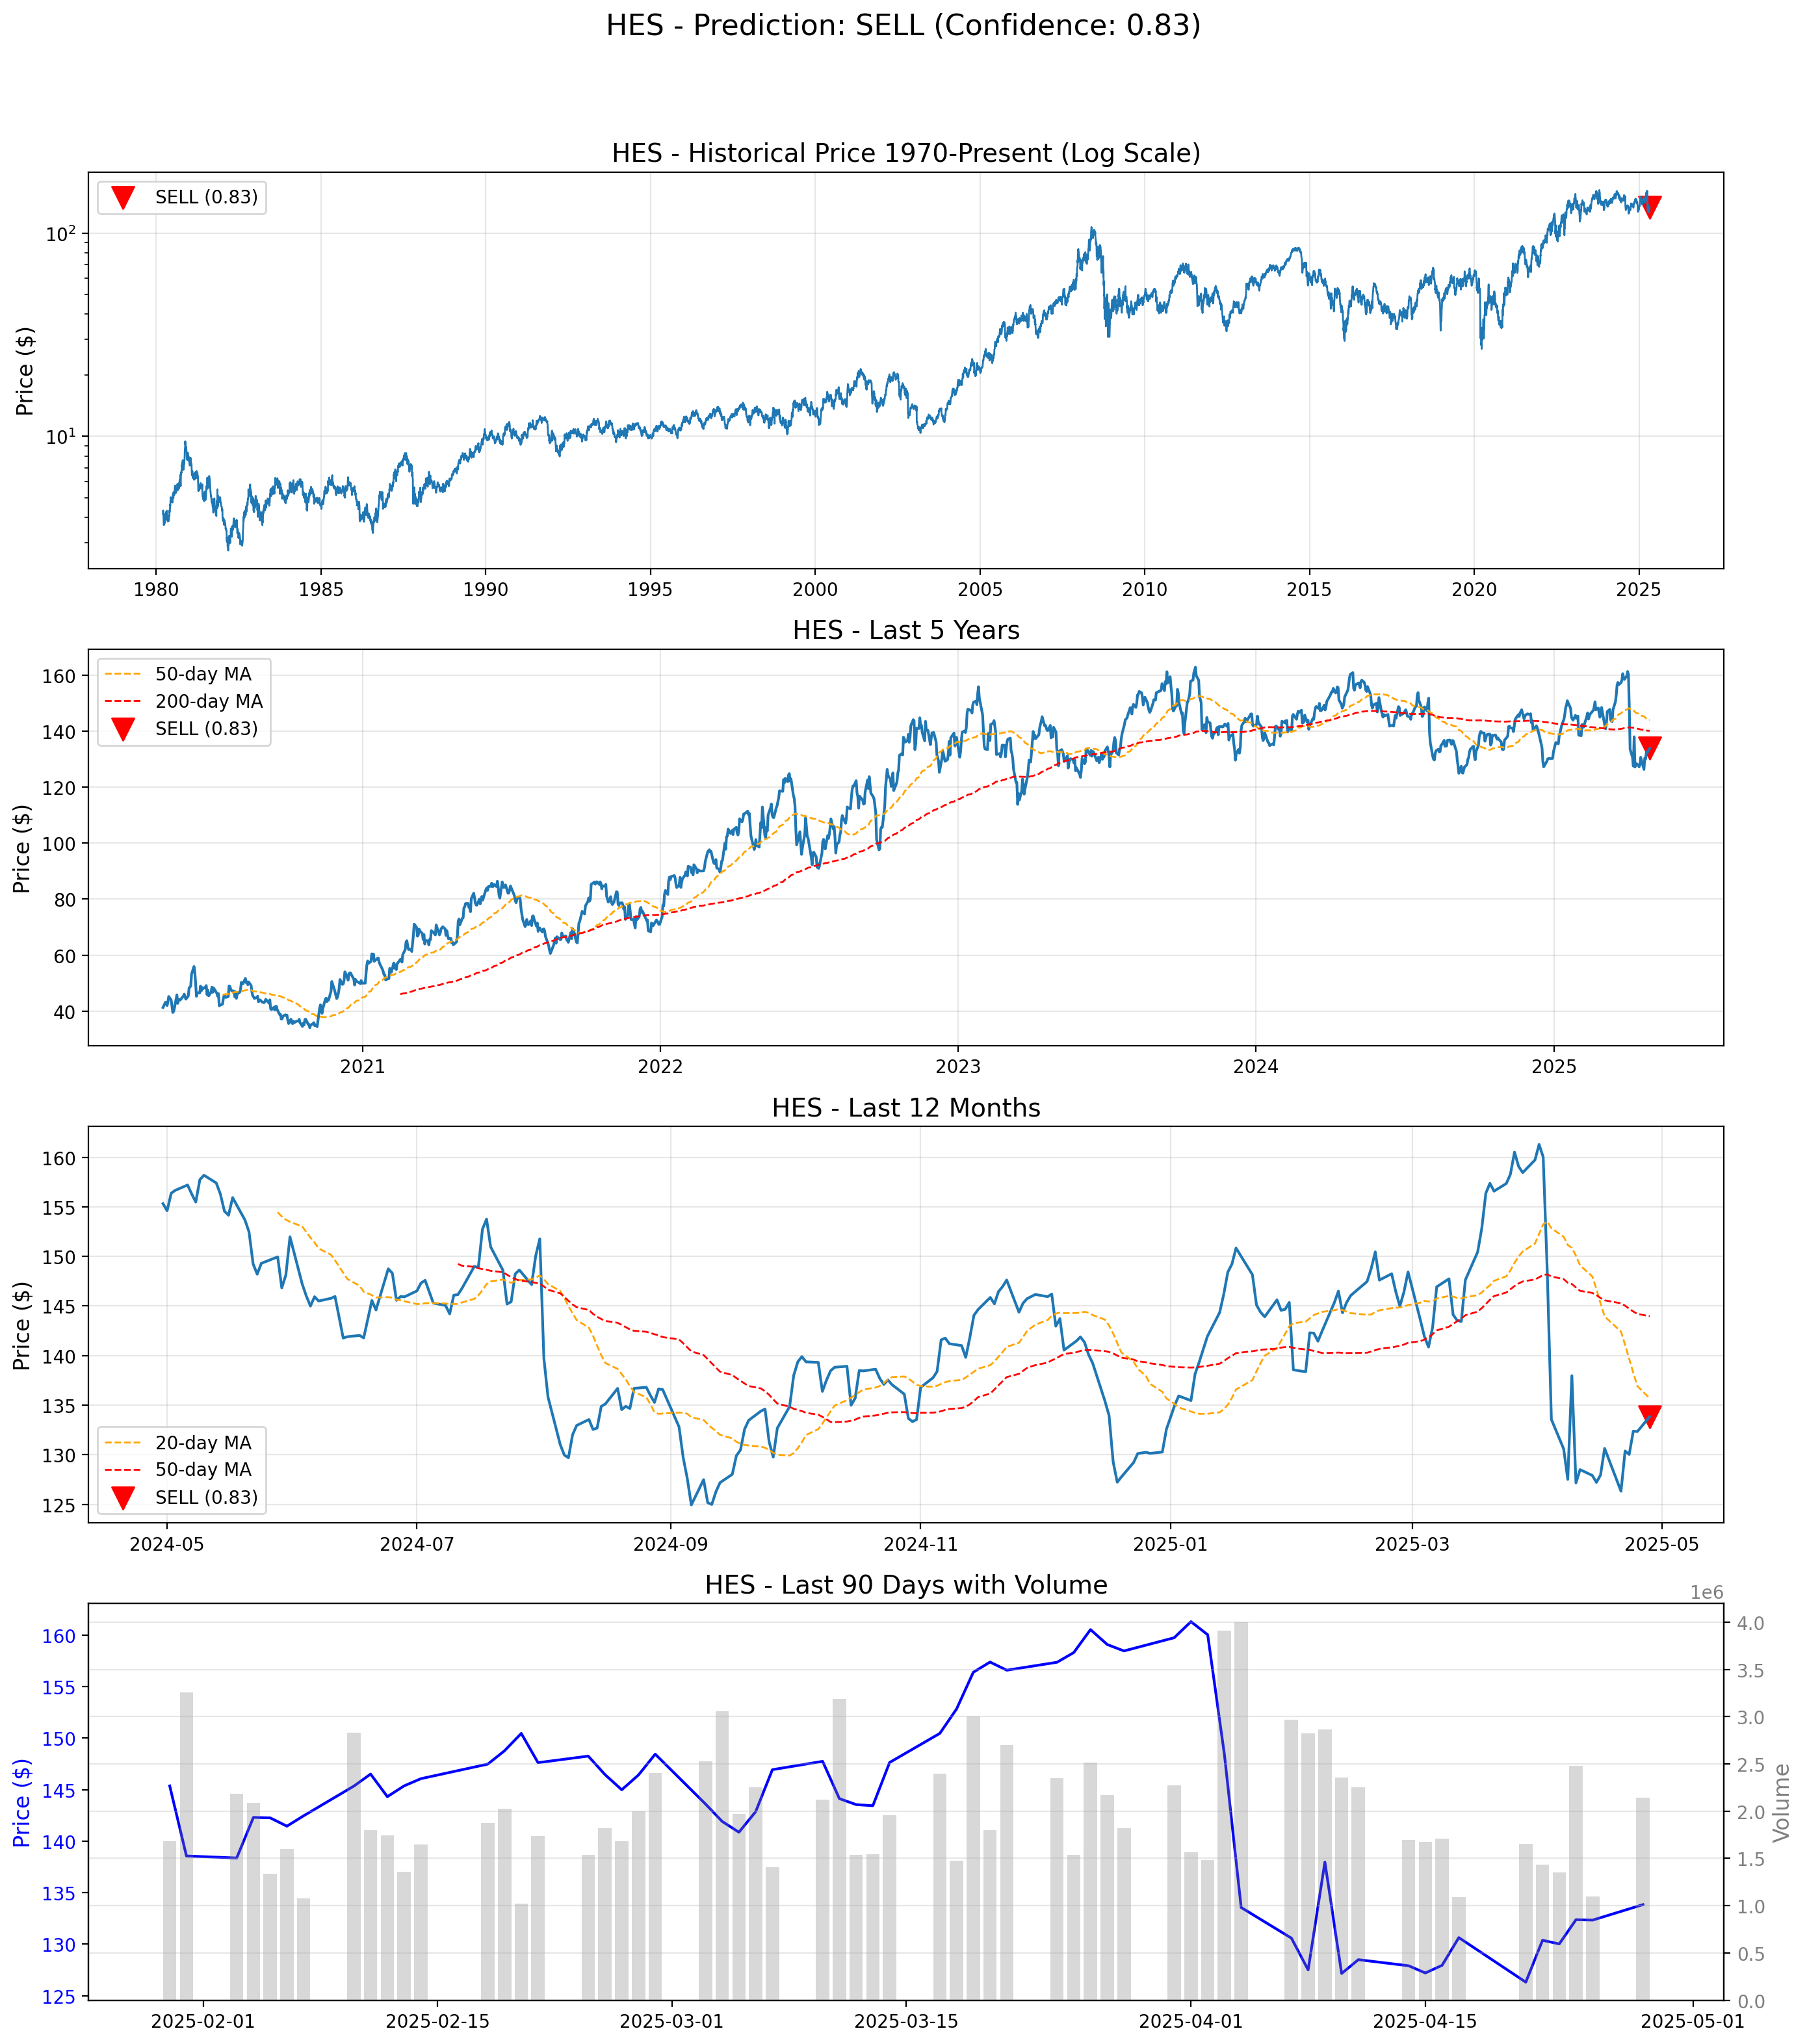 HES - Prediction: SELL (Confidence: 0.83)
HES - Historical Price 1970-Present (Log Scale)
SELL (0.83)
Price ($)
10²
10¹
1980 1985 1990 1995 2000 2005 2010 2015 2020 2025
HES - Last 5 Years
50-day MA
200-day MA
SELL (0.83)
Price ($)
160
140
120
100
80
60
40
2021 2022 2023 2024 2025
HES - Last 12 Months
Price ($)
160
155
150
145
140
135
130
125
20-day MA
50-day MA
SELL (0.83)
2024-05 2024-07 2024-09 2024-11 2025-01 2025-03 2025-05
HES - Last 90 Days with Volume
1e6
Price ($)
160
155
150
145
140
135
130
125
4.0
3.5
3.0
2.5
2.0
1.5
1.0
0.5
0.0
Volume
2025-02-01 2025-02-15 2025-03-01 2025-03-15 2025-04-01 2025-04-15 2025-05-01